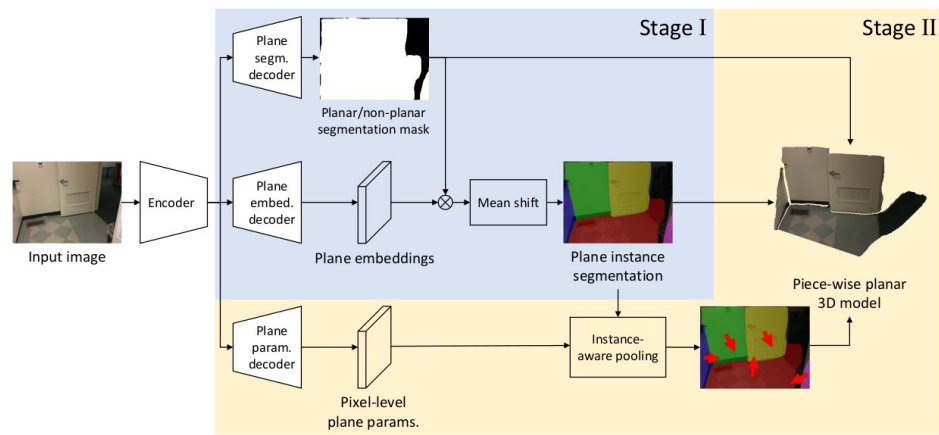 Stage I
Stage II
Plane
segm.
decoder
Planar/non-planar
segmentation mask
Encoder
Plane
embed.
decoder
Mean shift
Input image
Plane embeddings
Plane instance
segmentation
Piece-wise planar
3D model
Plane
param.
decoder
Instance-
aware pooling
Pixel-level
plane params.